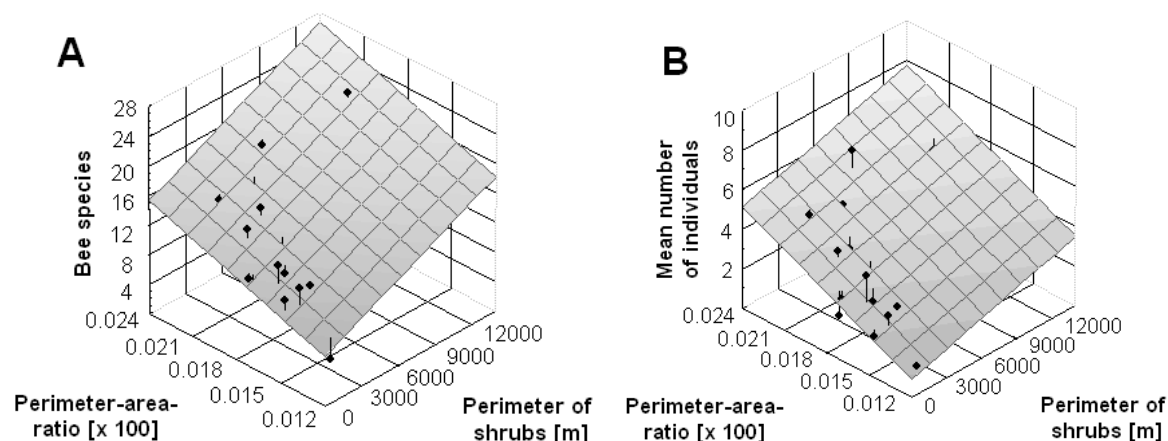 A
Bee species
28
24
20
16
12
8
4
0.024
0.021
0.018
0.015
0.012
Perimeter-area-
ratio [x 100]
0
3000
6000
9000
12000
Perimeter of
shrubs [m]
B
Mean number
of individuals
10
8
6
4
2
0.024
0.021
0.018
0.015
0.012
Perimeter-area-
ratio [x 100]
0
3000
6000
9000
12000
Perimeter of
shrubs [m]